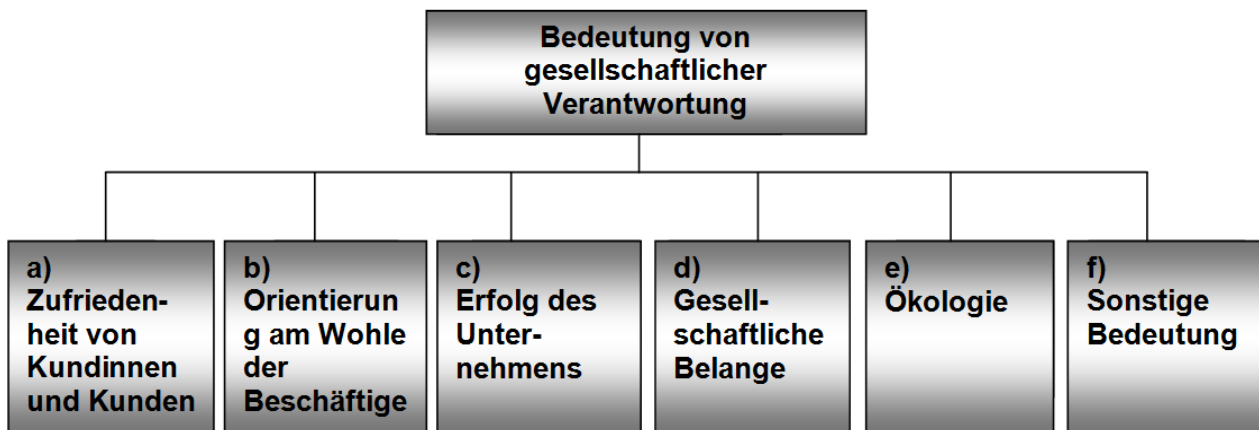 Bedeutung von
gesellschaftlicher
Verantwortung
a)
Zufrieden-
heit von
Kundinnen
und Kunden
b)
Orientierun
g am Wohle
der
Beschäftige
c)
Erfolg des
Unter-
nehmens
d)
Gesell-
schaftliche
Belange
e)
Ökologie
f)
Sonstige
Bedeutung